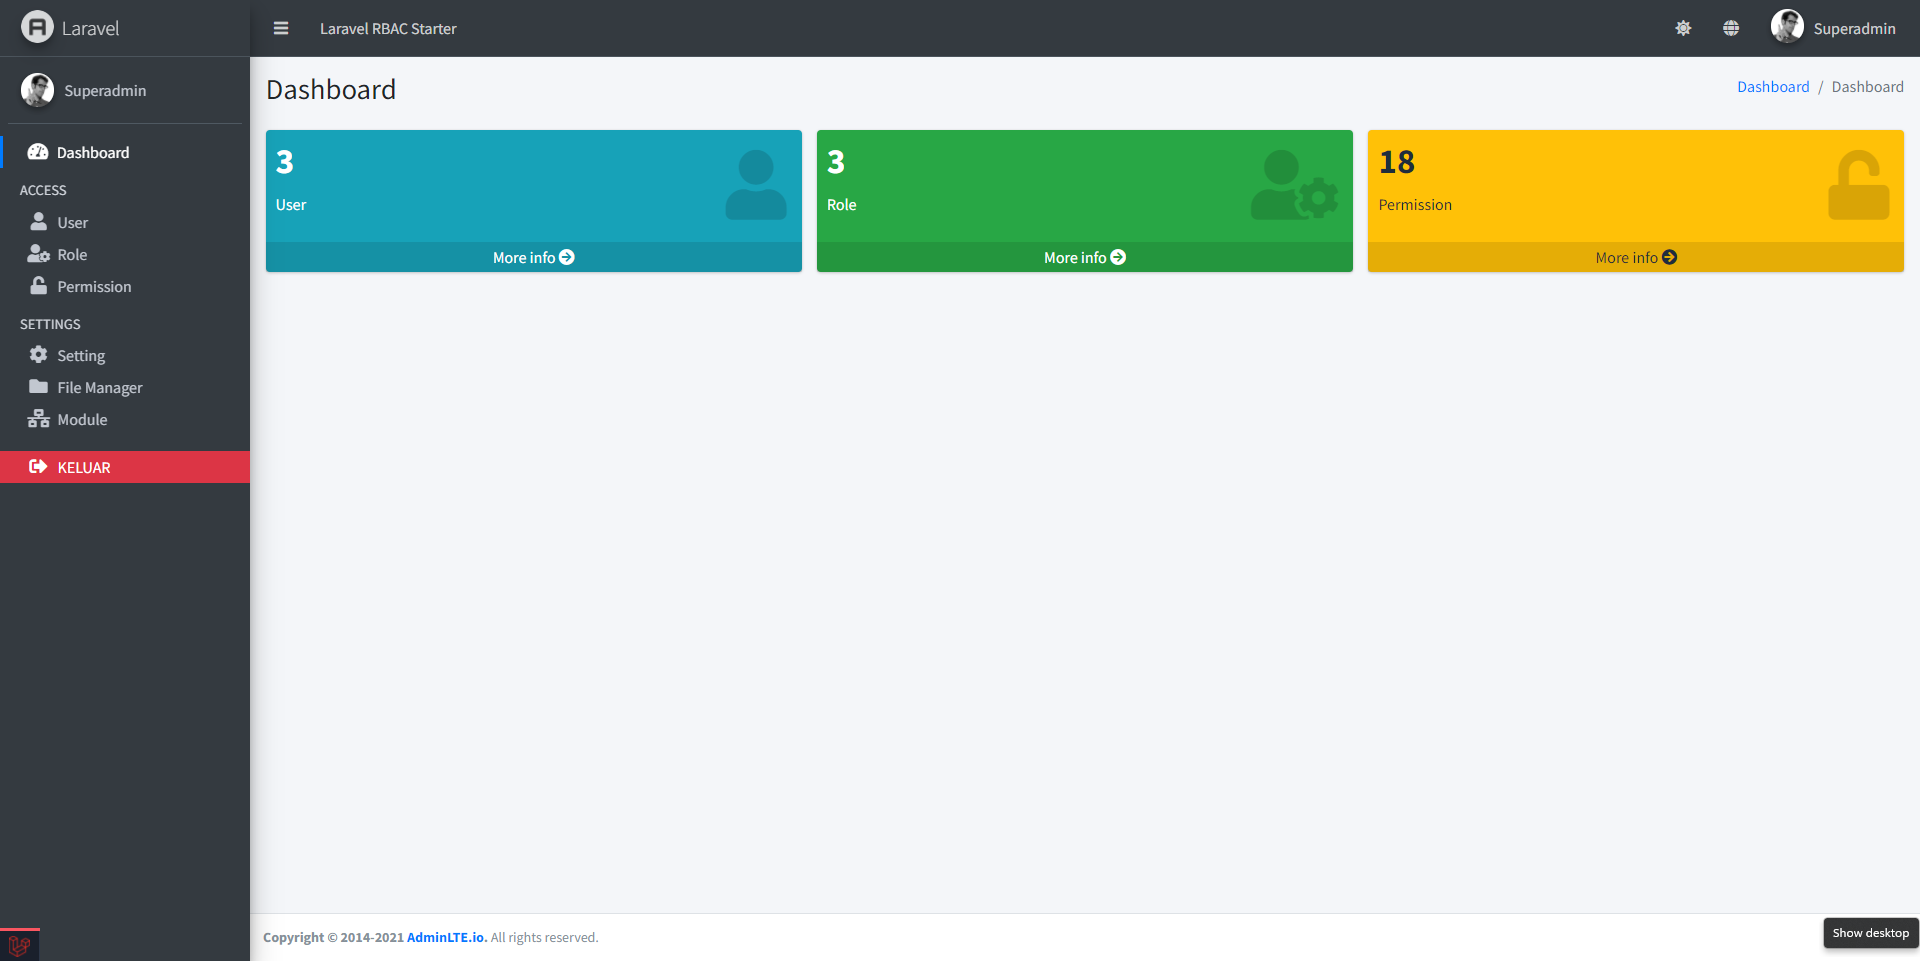 Laravel
Laravel RBAC Starter
Superadmin
Superadmin
Dashboard
ACCESS
User
Role
Permission
SETTINGS
Setting
File Manager
Module
KELUAR
Dashboard
Dashboard / Dashboard
3
User
More info
3
Role
More info
18
Permission
More info
Copyright © 2014-2021 AdminLTE.io. All rights reserved.
Show desktop